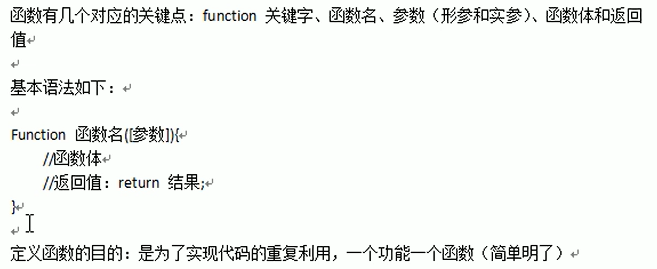 函数有几个对应的关键点：function 关键字、函数名、参数（形参和实参）、函数体和返回
值
基本语法如下：
Function 函数名([参数]){
//函数体
//返回值：return 结果;
}
定义函数的目的：是为了实现代码的重复利用，一个功能一个函数（简单明了）